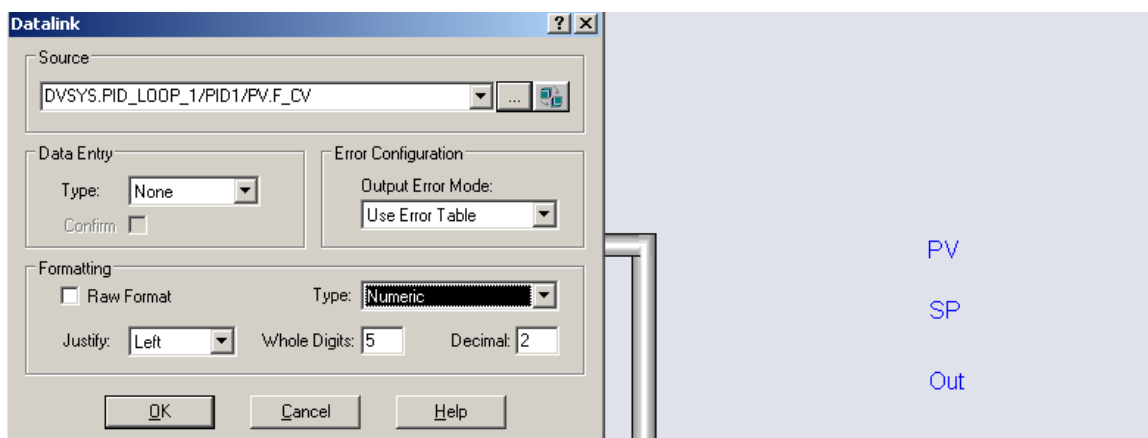 Datalink
Source
DVSYS.PID_LOOP_1/PID1/PV.F_CV
...
Data Entry
Type: None
Confirm
Error Configuration
Output Error Mode:
Use Error Table
Formatting
Raw Format Type: Numeric
Justify: Left Whole Digits: 5 Decimal: 2
OK Cancel Help
PV
SP
Out